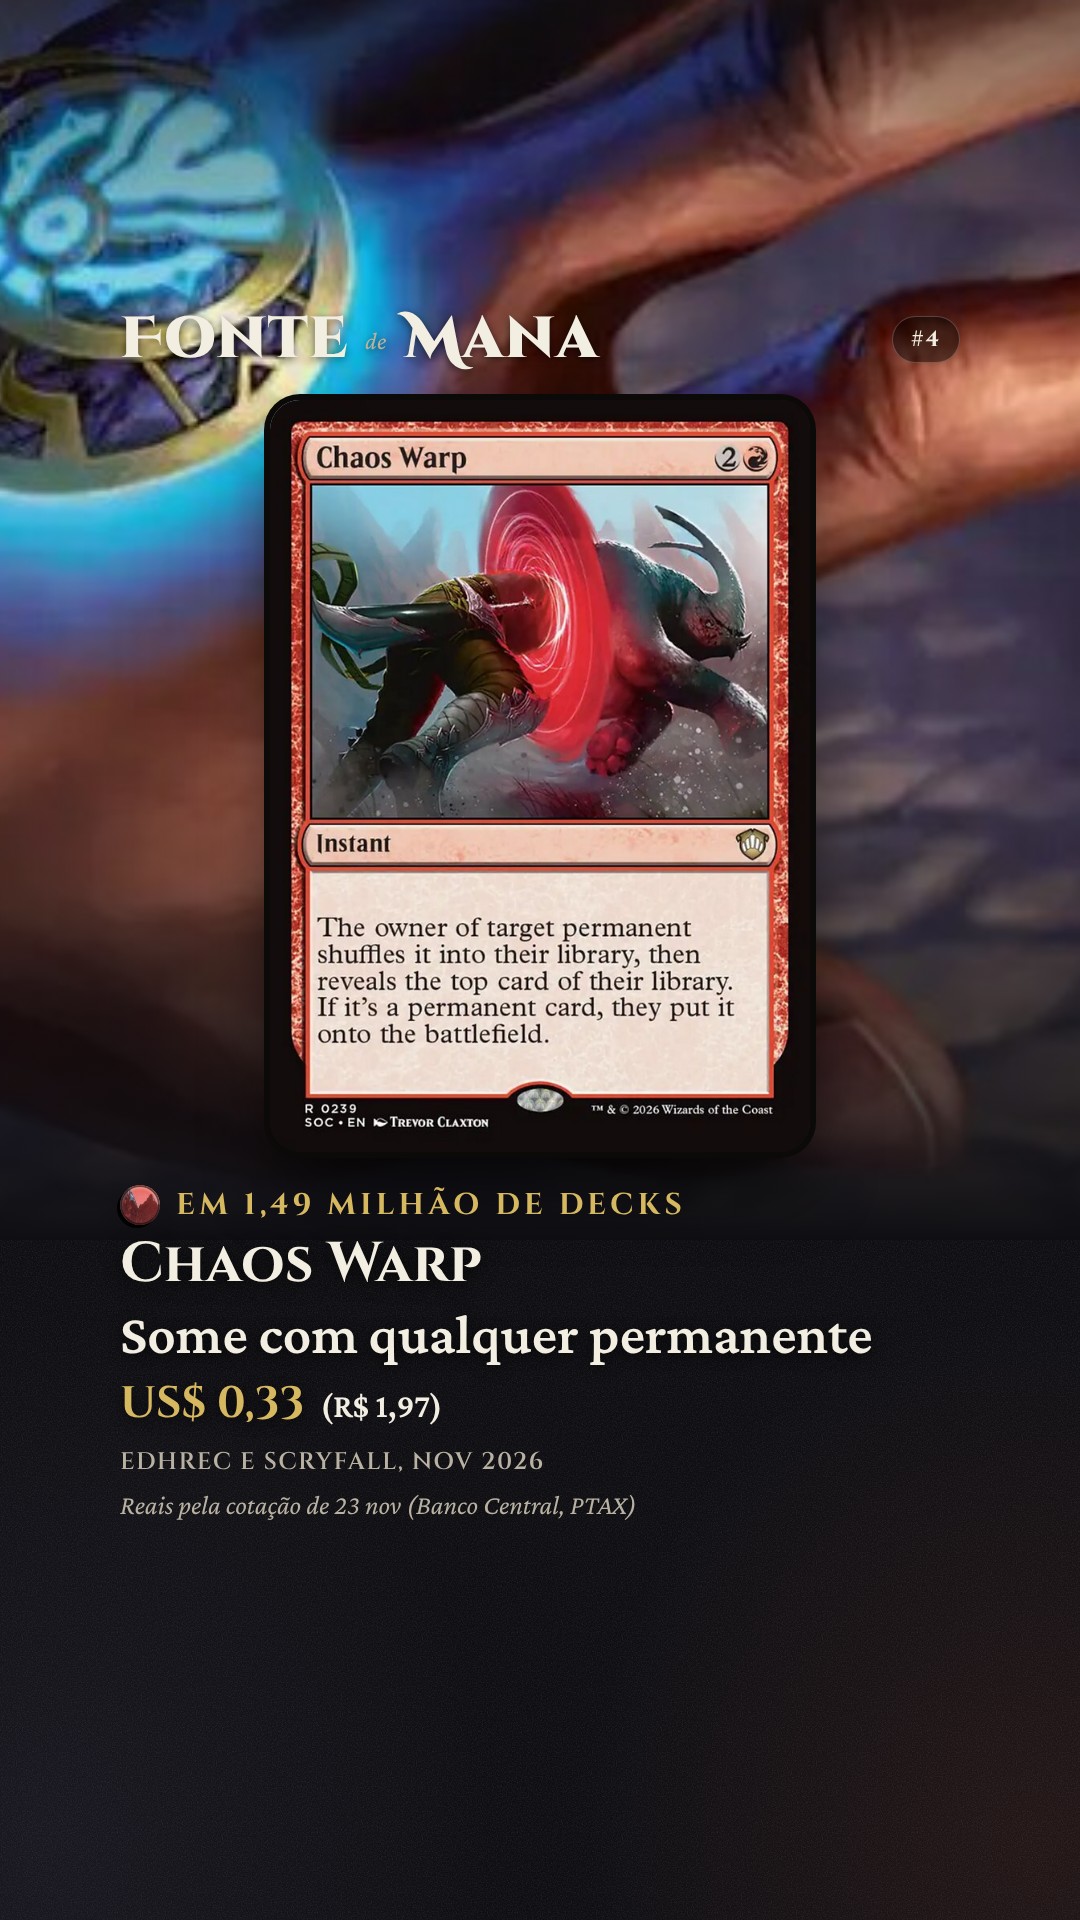 Fonte de Mana
#4
Chaos Warp 2
Instant
The owner of target permanent
shuffles it into their library, then
reveals the top card of their library.
If it's a permanent card, they put it
onto the battlefield.
R 0239
SOC • EN Trevor Claxton
™ & © 2026 Wizards of the Coast
EM 1,49 MILHÃO DE DECKS
Chaos Warp
Some com qualquer permanente
US$ 0,33 (R$ 1,97)
EDHREC E SCRYFALL, NOV 2026
Reais pela cotação de 23 nov (Banco Central, PTAX)